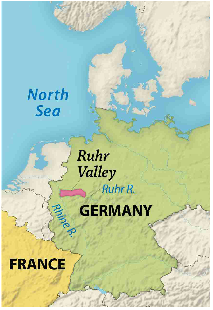 North
Sea
Ruhr
Valley
Ruhr R.
Rhine R.
GERMANY
FRANCE